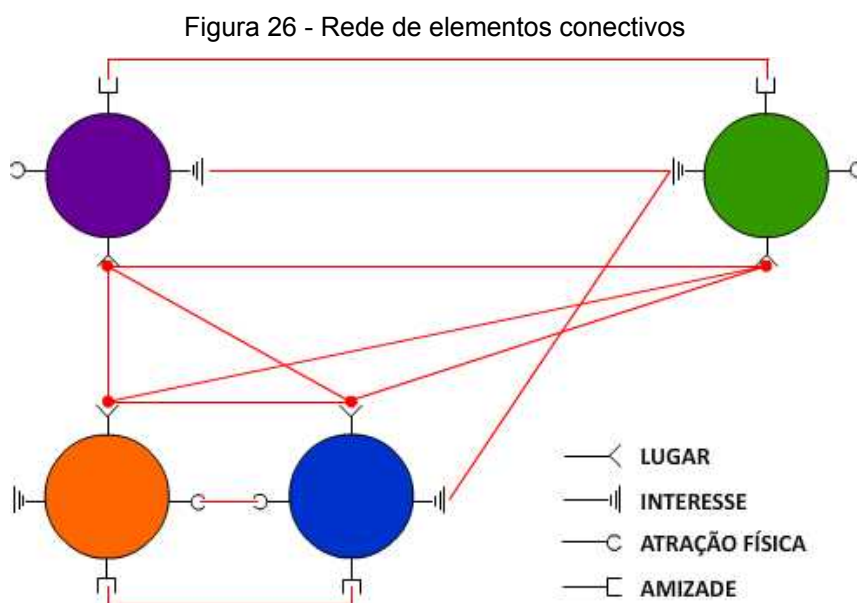 Figura 26 - Rede de elementos conectivos
LUGAR
INTERESSE
ATRAÇÃO FÍSICA
AMIZADE